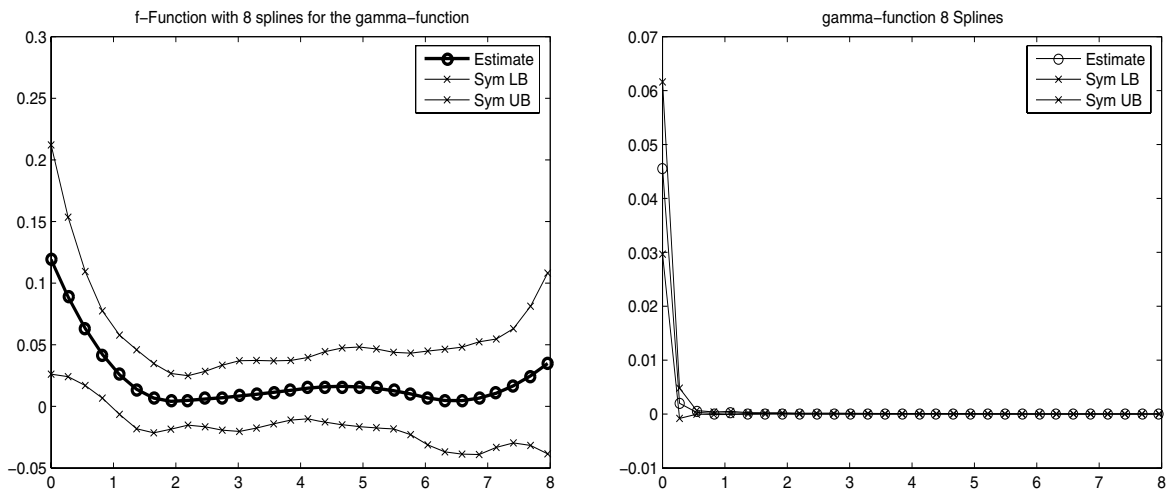 f−Function with 8 splines for the gamma−function
0.3
0.25
0.2
0.15
0.1
0.05
0
−0.05
0 1 2 3 4 5 6 7 8
Estimate
Sym LB
Sym UB
gamma−function 8 Splines
0.07
0.06
0.05
0.04
0.03
0.02
0.01
0
−0.01
0 1 2 3 4 5 6 7 8
Estimate
Sym LB
Sym UB